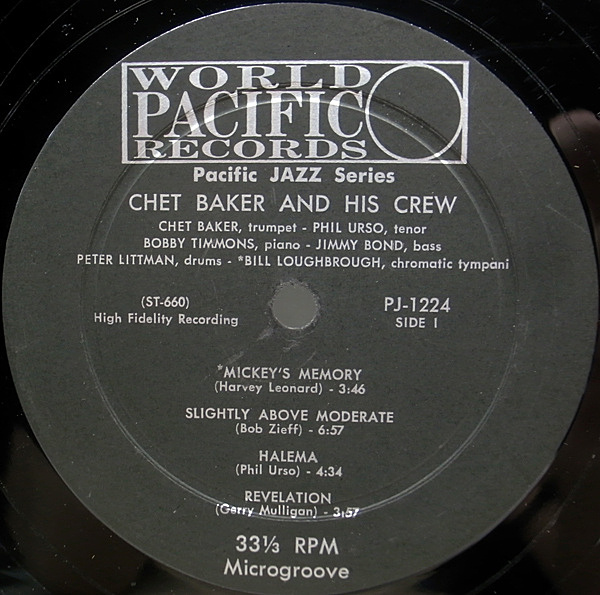 WORLD
PACIFIC
RECORDS
Pacific JAZZ Series
CHET BAKER AND HIS CREW
CHET BAKER, trumpet - PHIL URSO, tenor
BOBBY TIMMONS, piano - JIMMY BOND, bass
PETER LITTMAN, drums - *BILL LOUGHBROUGH, chromatic tympani
(ST-660)
High Fidelity Recording
PJ-1224
SIDE 1
*MICKEY'S MEMORY
(Harvey Leonard) - 3:46
SLIGHTLY ABOVE MODERATE
(Bob Zieff) - 6:57
HALEMA
(Phil Urso) - 4:34
REVELATION
(Gerry Mulligan) - 3:57
33⅓ RPM
Microgroove